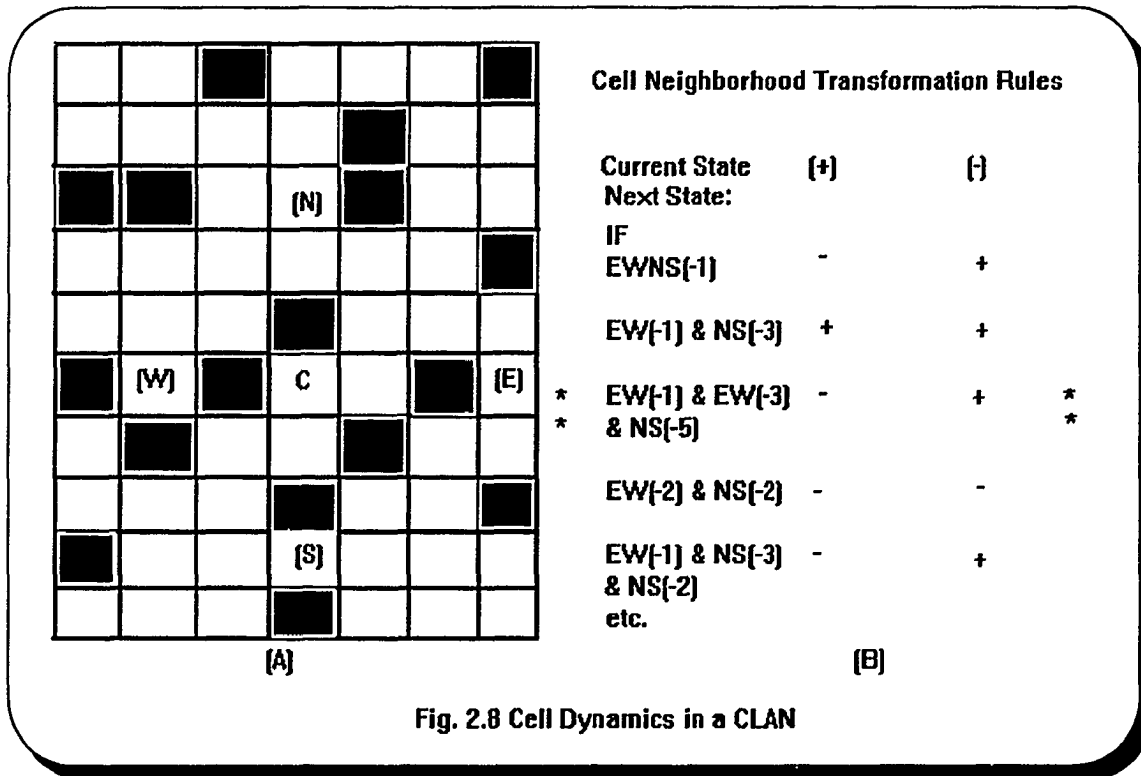 Cell Neighborhood Transformation Rules
Current State (+) (-)
Next State:
IF
EWNS(-1) - +
EW(-1) & NS(-3) + +
* EW(-1) & EW(-3) - + *
* & NS(-5) *
EW(-2) & NS(-2) - -
EW(-1) & NS(-3) - +
& NS(-2)
etc.
(N)
(W) C (E)
(S)
(A) (B)
Fig. 2.8 Cell Dynamics in a CLAN